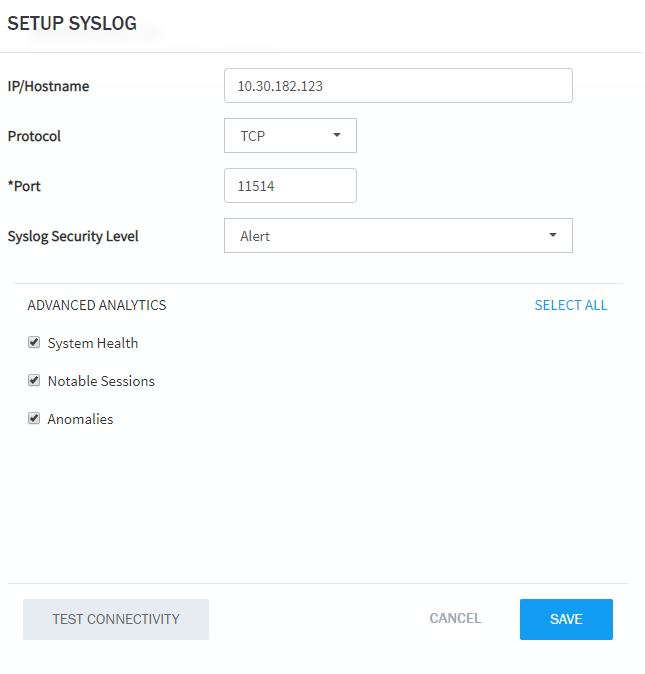 SETUP SYSLOG
IP/Hostname 10.30.182.123
Protocol TCP
*Port 11514
Syslog Security Level Alert
ADVANCED ANALYTICS SELECT ALL
System Health
Notable Sessions
Anomalies
TEST CONNECTIVITY CANCEL SAVE